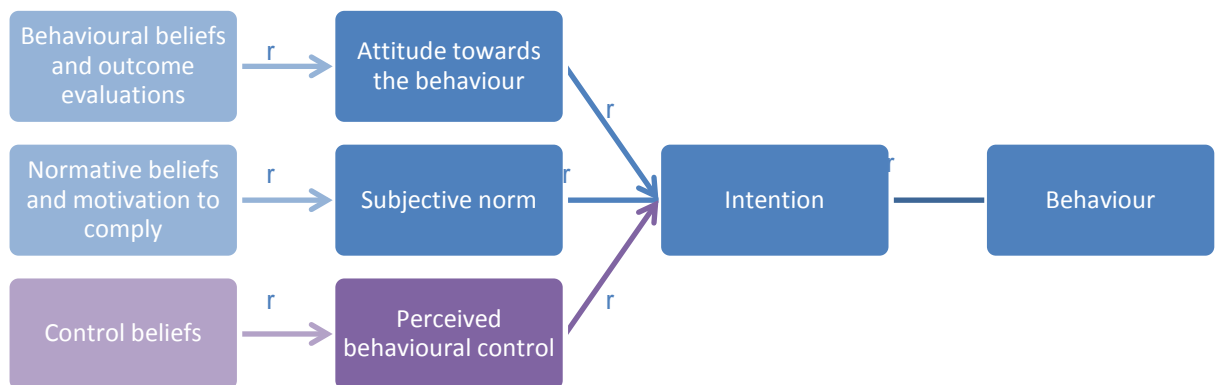 Behavioural beliefs
and outcome
evaluations
r
Attitude towards
the behaviour
r
Normative beliefs
and motivation to
comply
r
Subjective norm
r
Intention
r
Behaviour
Control beliefs
r
Perceived
behavioural control
r